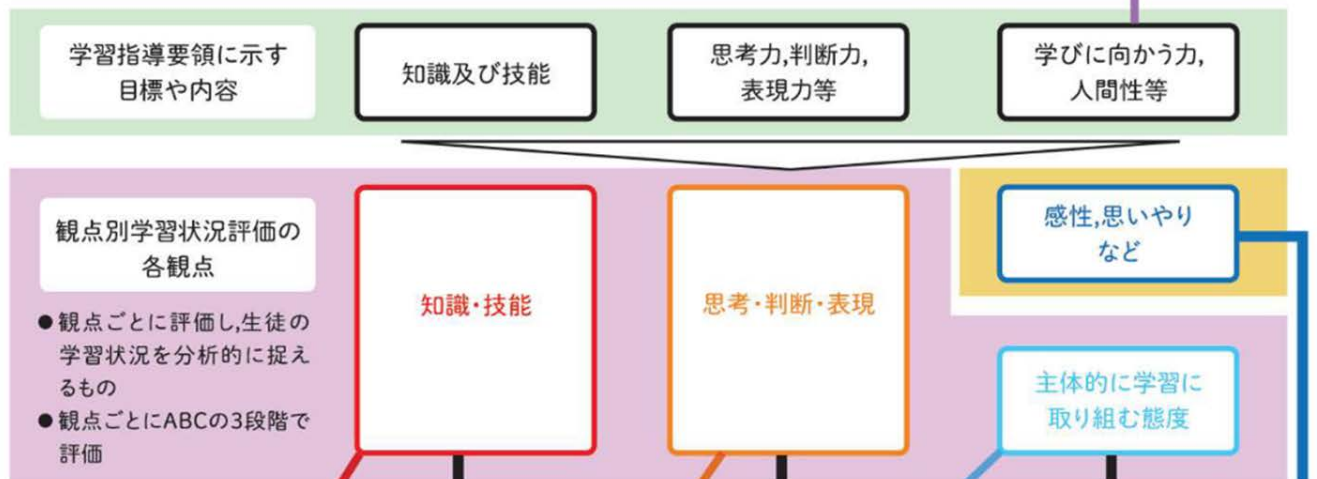 学習指導要領に示す
目標や内容
知識及び技能
思考力,判断力,
表現力等
学びに向かう力,
人間性等
観点別学習状況評価の
各観点
●観点ごとに評価し,生徒の
学習状況を分析的に捉え
るもの
●観点ごとにABCの3段階で
評価
知識・技能
思考・判断・表現
感性,思いやり
など
主体的に学習に
取り組む態度